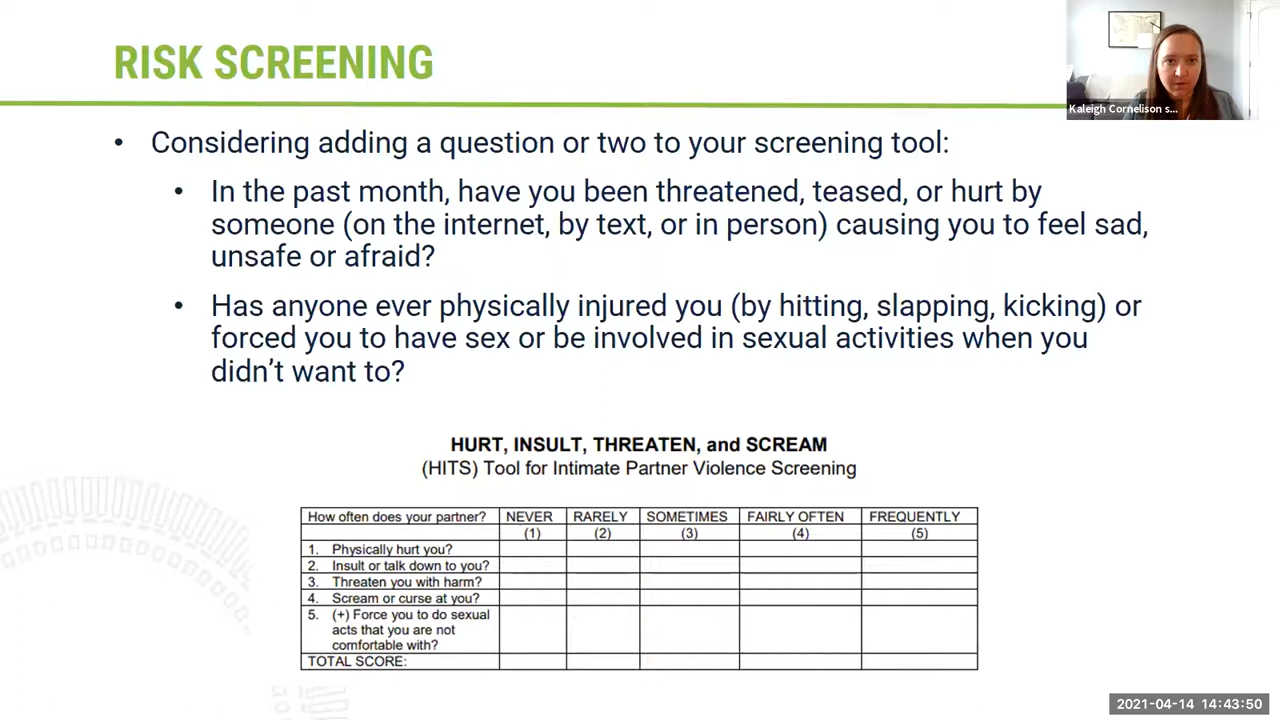 RISK SCREENING
Kaleigh Cornelison s...
• Considering adding a question or two to your screening tool:
• In the past month, have you been threatened, teased, or hurt by
someone (on the internet, by text, or in person) causing you to feel sad,
unsafe or afraid?
• Has anyone ever physically injured you (by hitting, slapping, kicking) or
forced you to have sex or be involved in sexual activities when you
didn’t want to?
HURT, INSULT, THREATEN, and SCREAM
(HITS) Tool for Intimate Partner Violence Screening
How often does your partner? NEVER RARELY SOMETIMES FAIRLY OFTEN FREQUENTLY
(1) (2) (3) (4) (5)
1. Physically hurt you?
2. Insult or talk down to you?
3. Threaten you with harm?
4. Scream or curse at you?
5. (+) Force you to do sexual
acts that you are not
comfortable with?
TOTAL SCORE:
2021-04-14 14:43:50